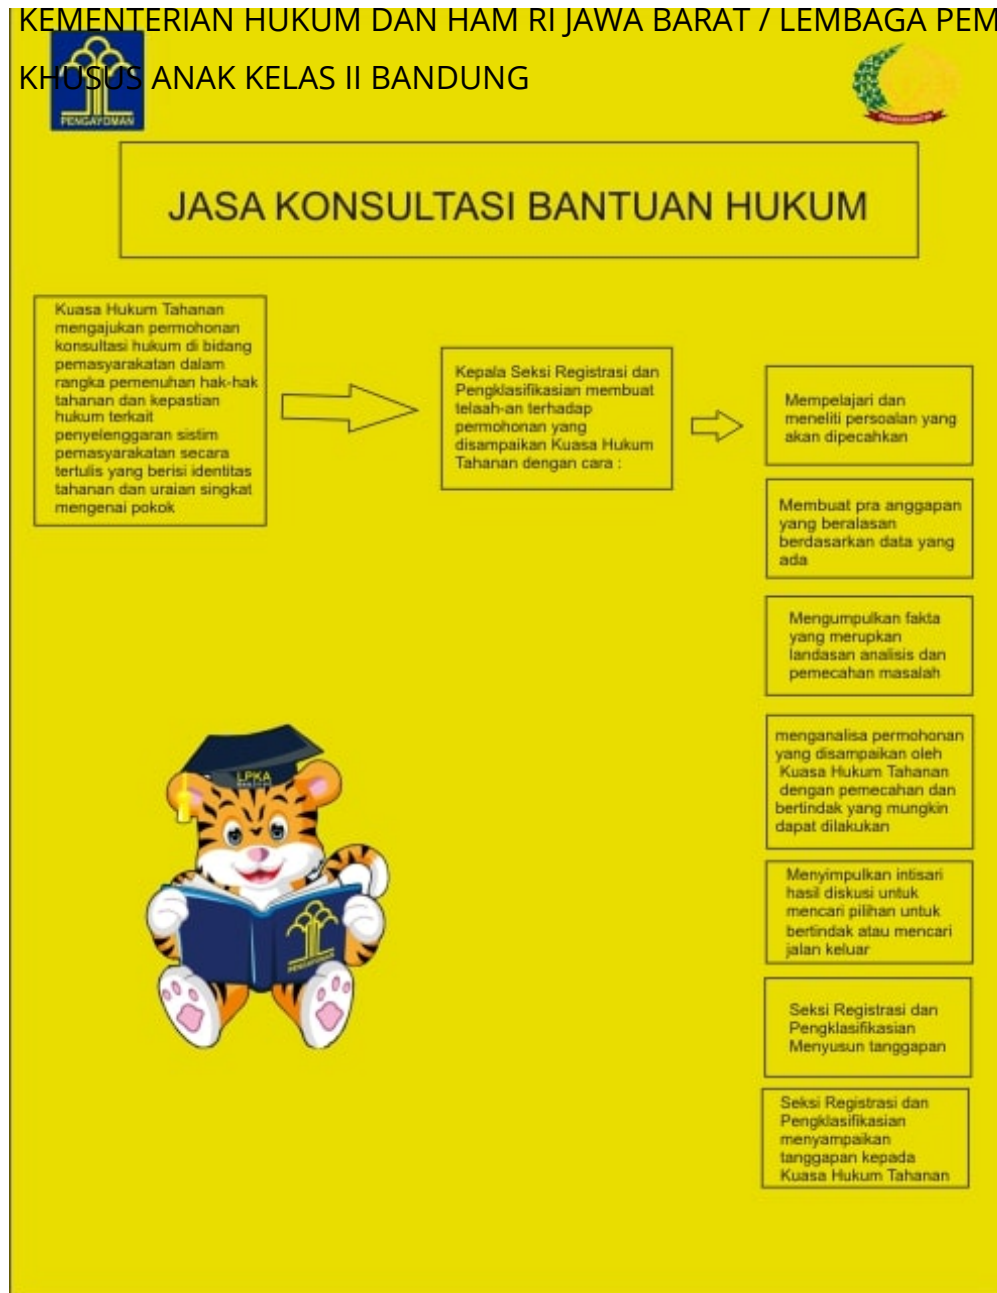 KEMENTERIAN HUKUM DAN HAM RI JAWA BARAT / LEMBAGA PEM
KHUSUS ANAK KELAS II BANDUNG
PENGAYOMAN
JASA KONSULTASI BANTUAN HUKUM
Kuasa Hukum Tahanan
mengajukan permohonan
konsultasi hukum di bidang
pemasyarakatan dalam
rangka pemenuhan hak-hak
tahanan dan kepastian
hukum terkait
penyelenggaran sistim
pemasyarakatan secara
tertulis yang berisi identitas
tahanan dan uraian singkat
mengenai pokok
Kepala Seksi Registrasi dan
Pengklasifikasian membuat
telaah-an terhadap
permohonan yang
disampaikan Kuasa Hukum
Tahanan dengan cara :
Mempelajari dan
meneliti persoalan yang
akan dipecahkan
Membuat pra anggapan
yang beralasan
berdasarkan data yang
ada
Mengumpulkan fakta
yang merupkan
landasan analisis dan
pemecahan masalah
menganalisa permohonan
yang disampaikan oleh
Kuasa Hukum Tahanan
dengan pemecahan dan
bertindak yang mungkin
dapat dilakukan
Menyimpulkan intisari
hasil diskusi untuk
mencari pilihan untuk
bertindak atau mencari
jalan keluar
Seksi Registrasi dan
Pengklasifikasian
Menyusun tanggapan
Seksi Registrasi dan
Pengklasifikasian
menyampaikan
tanggapan kepada
Kuasa Hukum Tahanan
LPKA
PENGAYOMAN